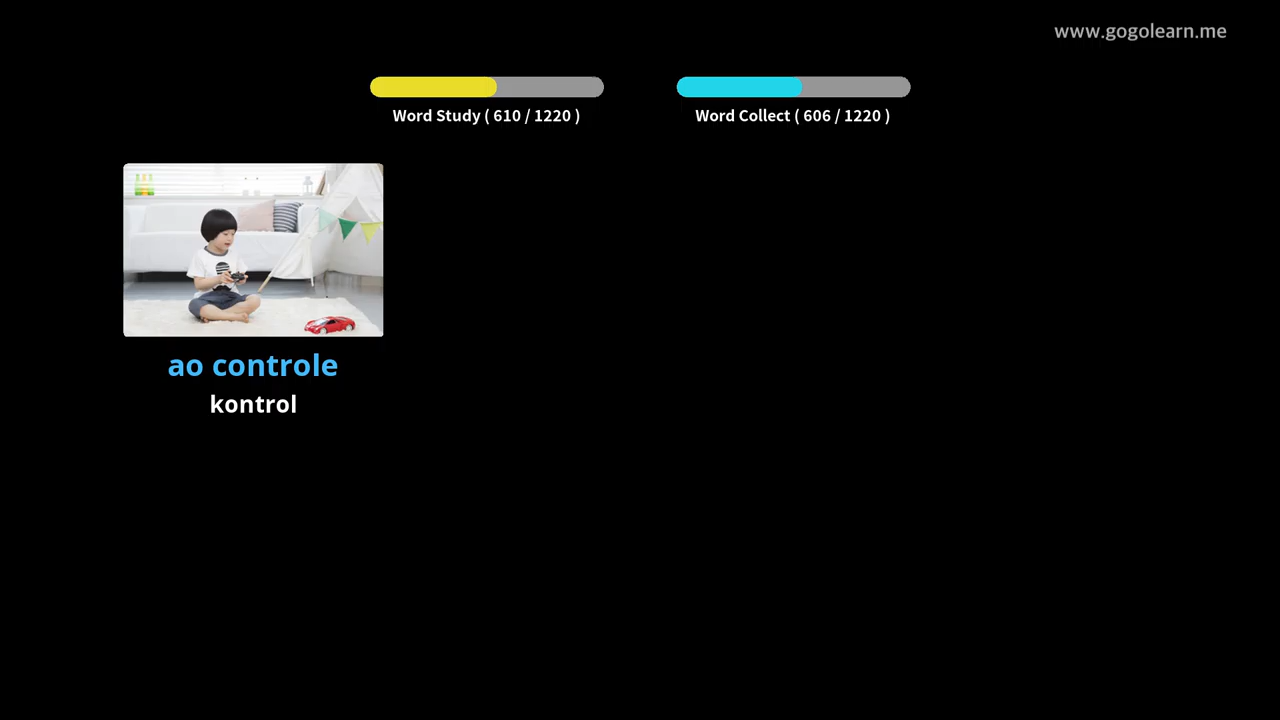 www.gogolearn.me
Word Study ( 610 / 1220 )
Word Collect ( 606 / 1220 )
ao controle
kontrol